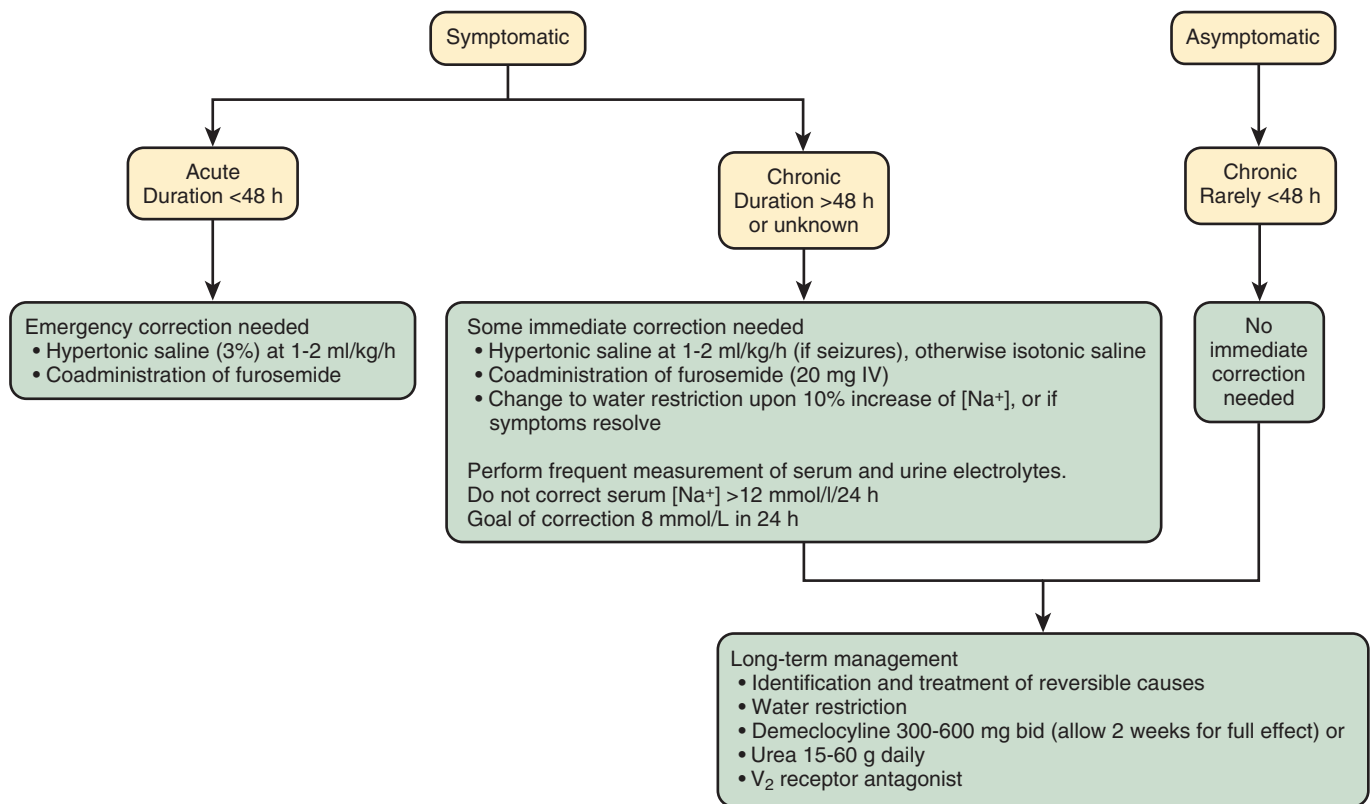 Symptomatic
Asymptomatic
Acute
Duration <48 h
Chronic
Duration >48 h
or unknown
Chronic
Rarely <48 h
Emergency correction needed
• Hypertonic saline (3%) at 1-2 ml/kg/h
• Coadministration of furosemide
Some immediate correction needed
• Hypertonic saline at 1-2 ml/kg/h (if seizures), otherwise isotonic saline
• Coadministration of furosemide (20 mg IV)
• Change to water restriction upon 10% increase of [Na⁺], or if
symptoms resolve
Perform frequent measurement of serum and urine electrolytes.
Do not correct serum [Na⁺] >12 mmol/l/24 h
Goal of correction 8 mmol/L in 24 h
No
immediate
correction
needed
Long-term management
• Identification and treatment of reversible causes
• Water restriction
• Demeclocyline 300-600 mg bid (allow 2 weeks for full effect) or
• Urea 15-60 g daily
• V₂ receptor antagonist